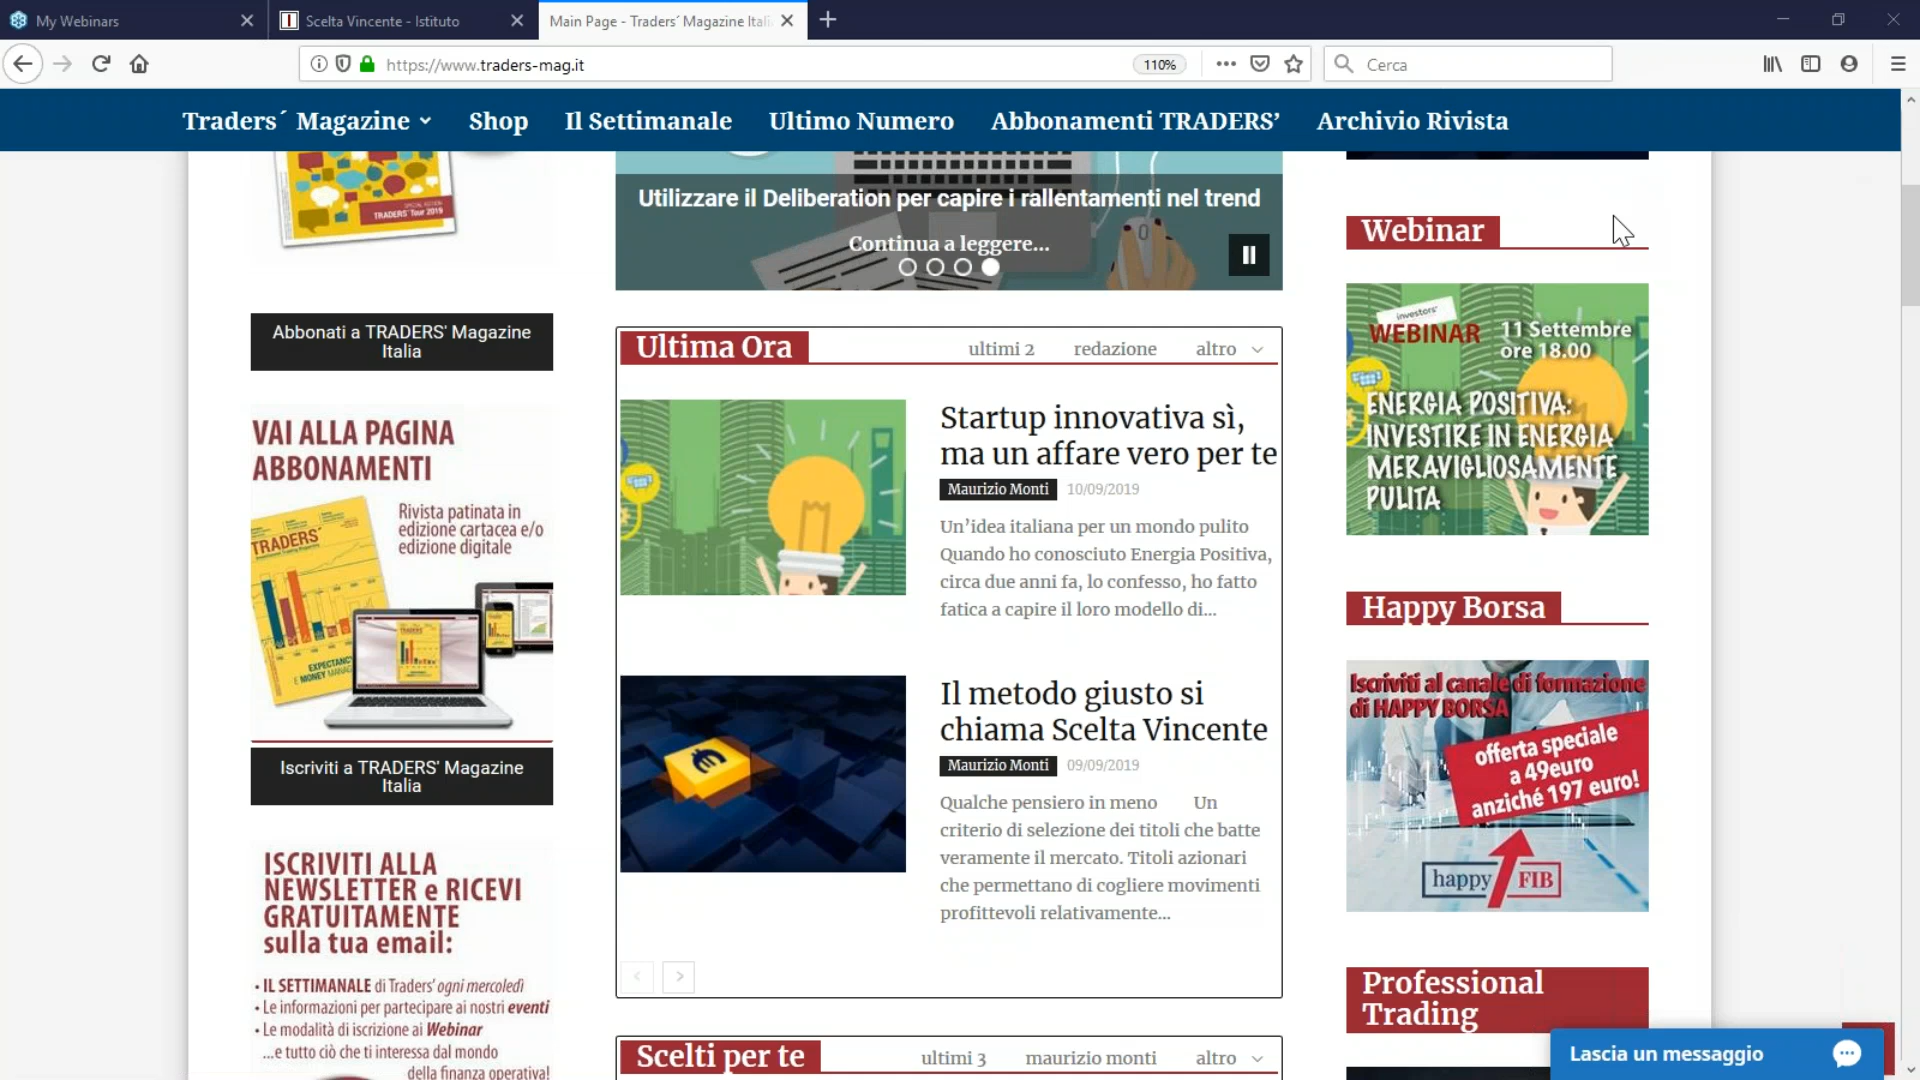 My Webinars
Scelta Vincente - Istituto
Main Page - Traders´ Magazine Itali
https://www.traders-mag.it
110%
Cerca
Traders´ Magazine
Shop
Il Settimanale
Ultimo Numero
Abbonamenti TRADERS’
Archivio Rivista
SPECIAL EDITION
TRADERS' Tour 2019
Abbonati a TRADERS' Magazine
Italia
VAI ALLA PAGINA
ABBONAMENTI
Rivista patinata in
edizione cartacea e/o
edizione digitale
TRADERS´
EXPECTANCY
E MONEY MANAG
Iscriviti a TRADERS' Magazine
Italia
ISCRIVITI ALLA
NEWSLETTER e RICEVI
GRATUITAMENTE
sulla tua email:
• IL SETTIMANALE di Traders’ ogni mercoledì
• Le informazioni per partecipare ai nostri eventi
• Le modalità di iscrizione ai Webinar
...e tutto ciò che ti interessa dal mondo
della finanza operativa!
Utilizzare il Deliberation per capire i rallentamenti nel trend
Continua a leggere...
Ultima Ora
ultimi 2
redazione
altro
Startup innovativa sì,
ma un affare vero per te
Maurizio Monti 10/09/2019
Un’idea italiana per un mondo pulito
Quando ho conosciuto Energia Positiva,
circa due anni fa, lo confesso, ho fatto
fatica a capire il loro modello di...
Il metodo giusto si
chiama Scelta Vincente
Maurizio Monti 09/09/2019
Qualche pensiero in meno Un
criterio di selezione dei titoli che batte
veramente il mercato. Titoli azionari
che permettano di cogliere movimenti
profittevoli relativamente...
Scelti per te
ultimi 3
maurizio monti
altro
Webinar
investors'
WEBINAR
11 Settembre
ore 18.00
ENERGIA POSITIVA:
INVESTIRE IN ENERGIA
MERAVIGLIOSAMENTE
PULITA
Happy Borsa
Iscriviti al canale di formazione
di HAPPY BORSA
offerta speciale
a 49euro
anziché 197 euro!
happy FIB
Professional
Trading
Lascia un messaggio